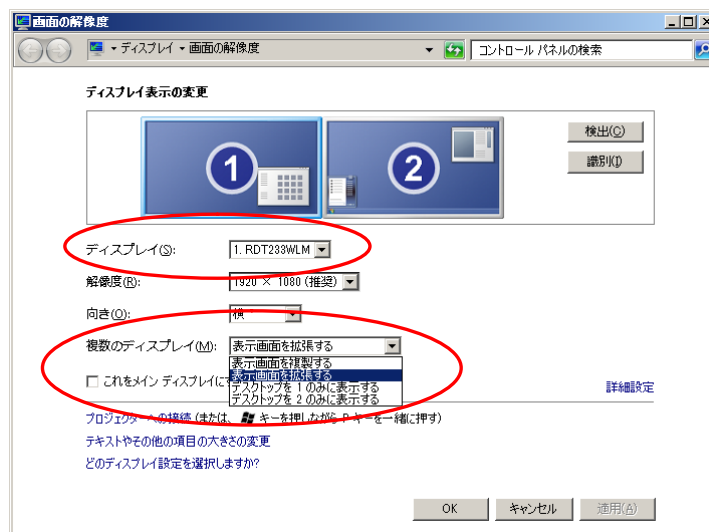 画面の解像度
ディスプレイ 画面の解像度
コントロール パネルの検索
ディスプレイ表示の変更
1
2
検出(C)
識別(I)
ディスプレイ(S):
1. RDT233WLM
解像度(R):
1920 × 1080 (推奨)
向き(O):
横
複数のディスプレイ(M):
表示画面を拡張する
表示画面を複製する
表示画面を拡張する
デスクトップを 1 のみに表示する
デスクトップを 2 のみに表示する
これをメイン ディスプレイに
詳細設定
プロジェクターへの接続 (または、 キーを押しながら P キーを一緒に押す)
テキストやその他の項目の大きさの変更
どのディスプレイ設定を選択しますか?
OK
キャンセル
適用(A)